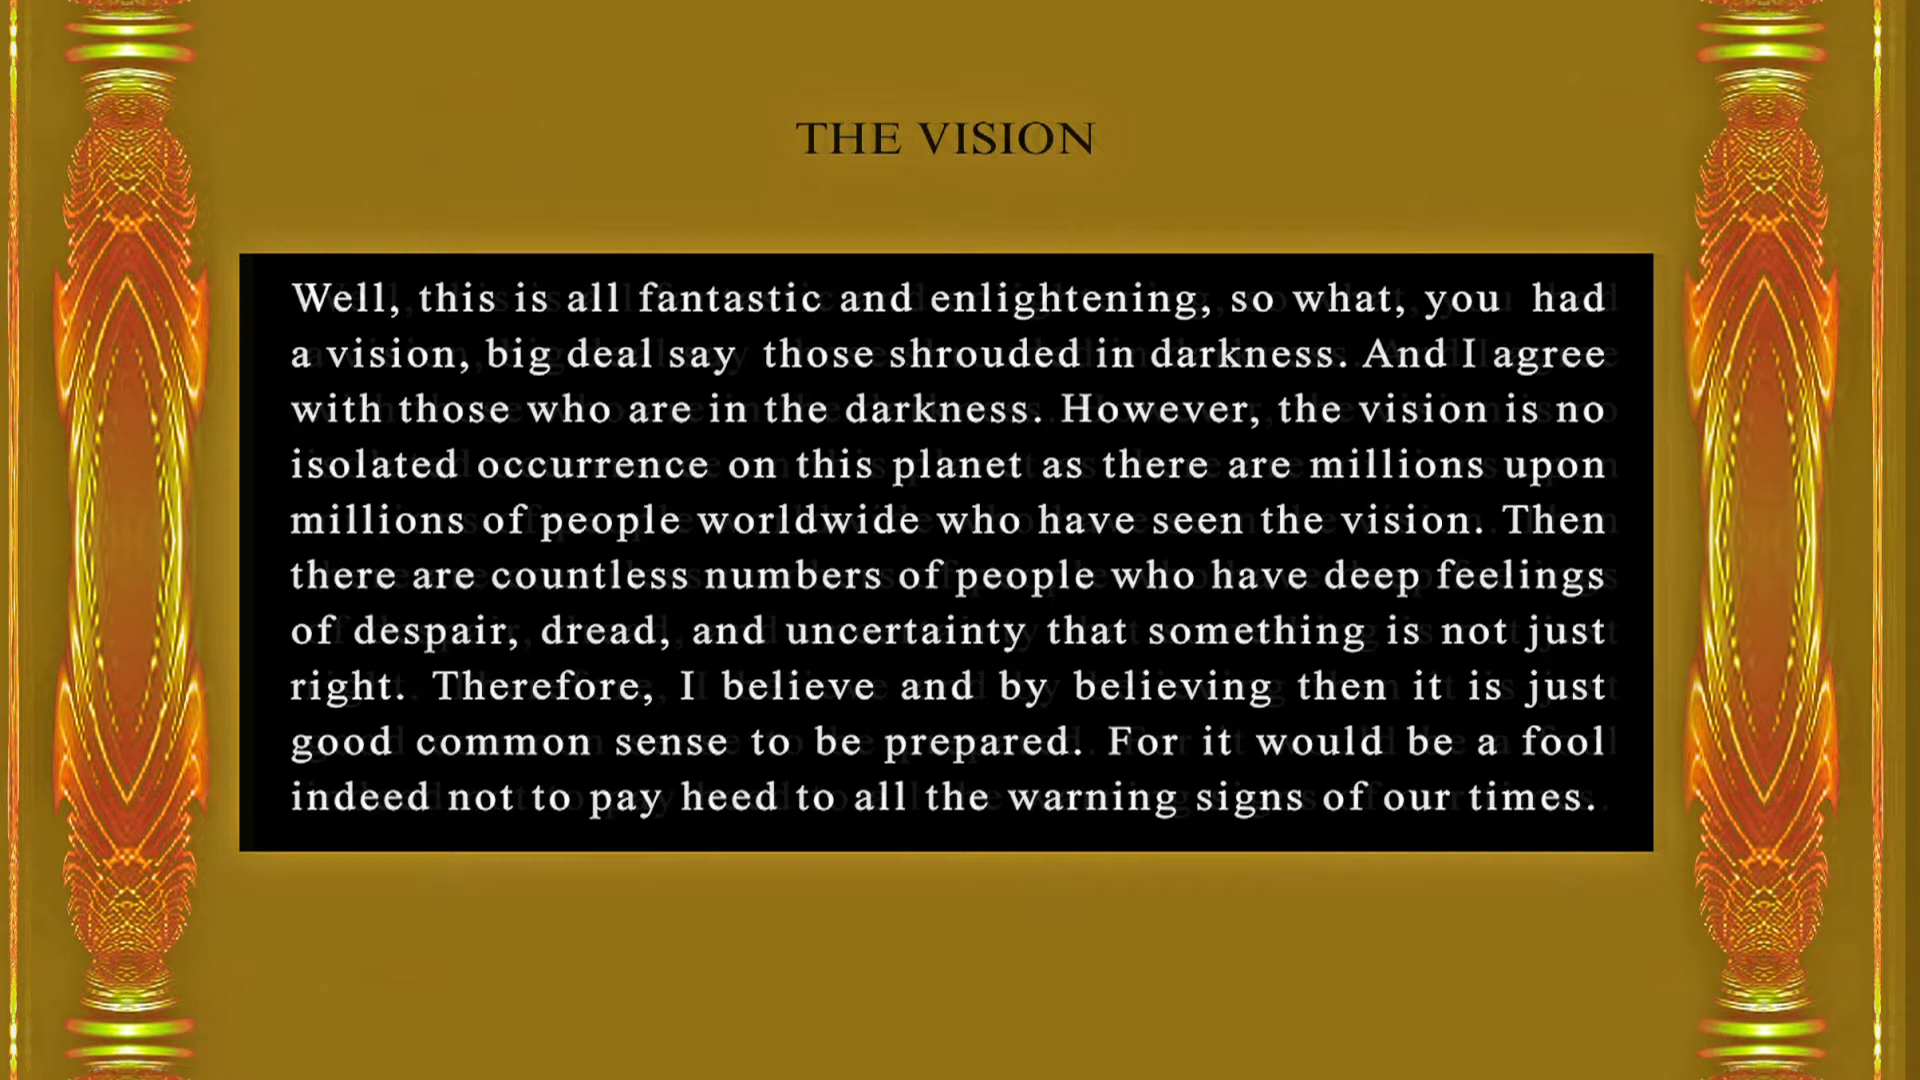 THE VISION
Well, this is all fantastic and enlightening, so what, you had
a vision, big deal say those shrouded in darkness. And I agree
with those who are in the darkness. However, the vision is no
isolated occurrence on this planet as there are millions upon
millions of people worldwide who have seen the vision. Then
there are countless numbers of people who have deep feelings
of despair, dread, and uncertainty that something is not just
right. Therefore, I believe and by believing then it is just
good common sense to be prepared. For it would be a fool
indeed not to pay heed to all the warning signs of our times.